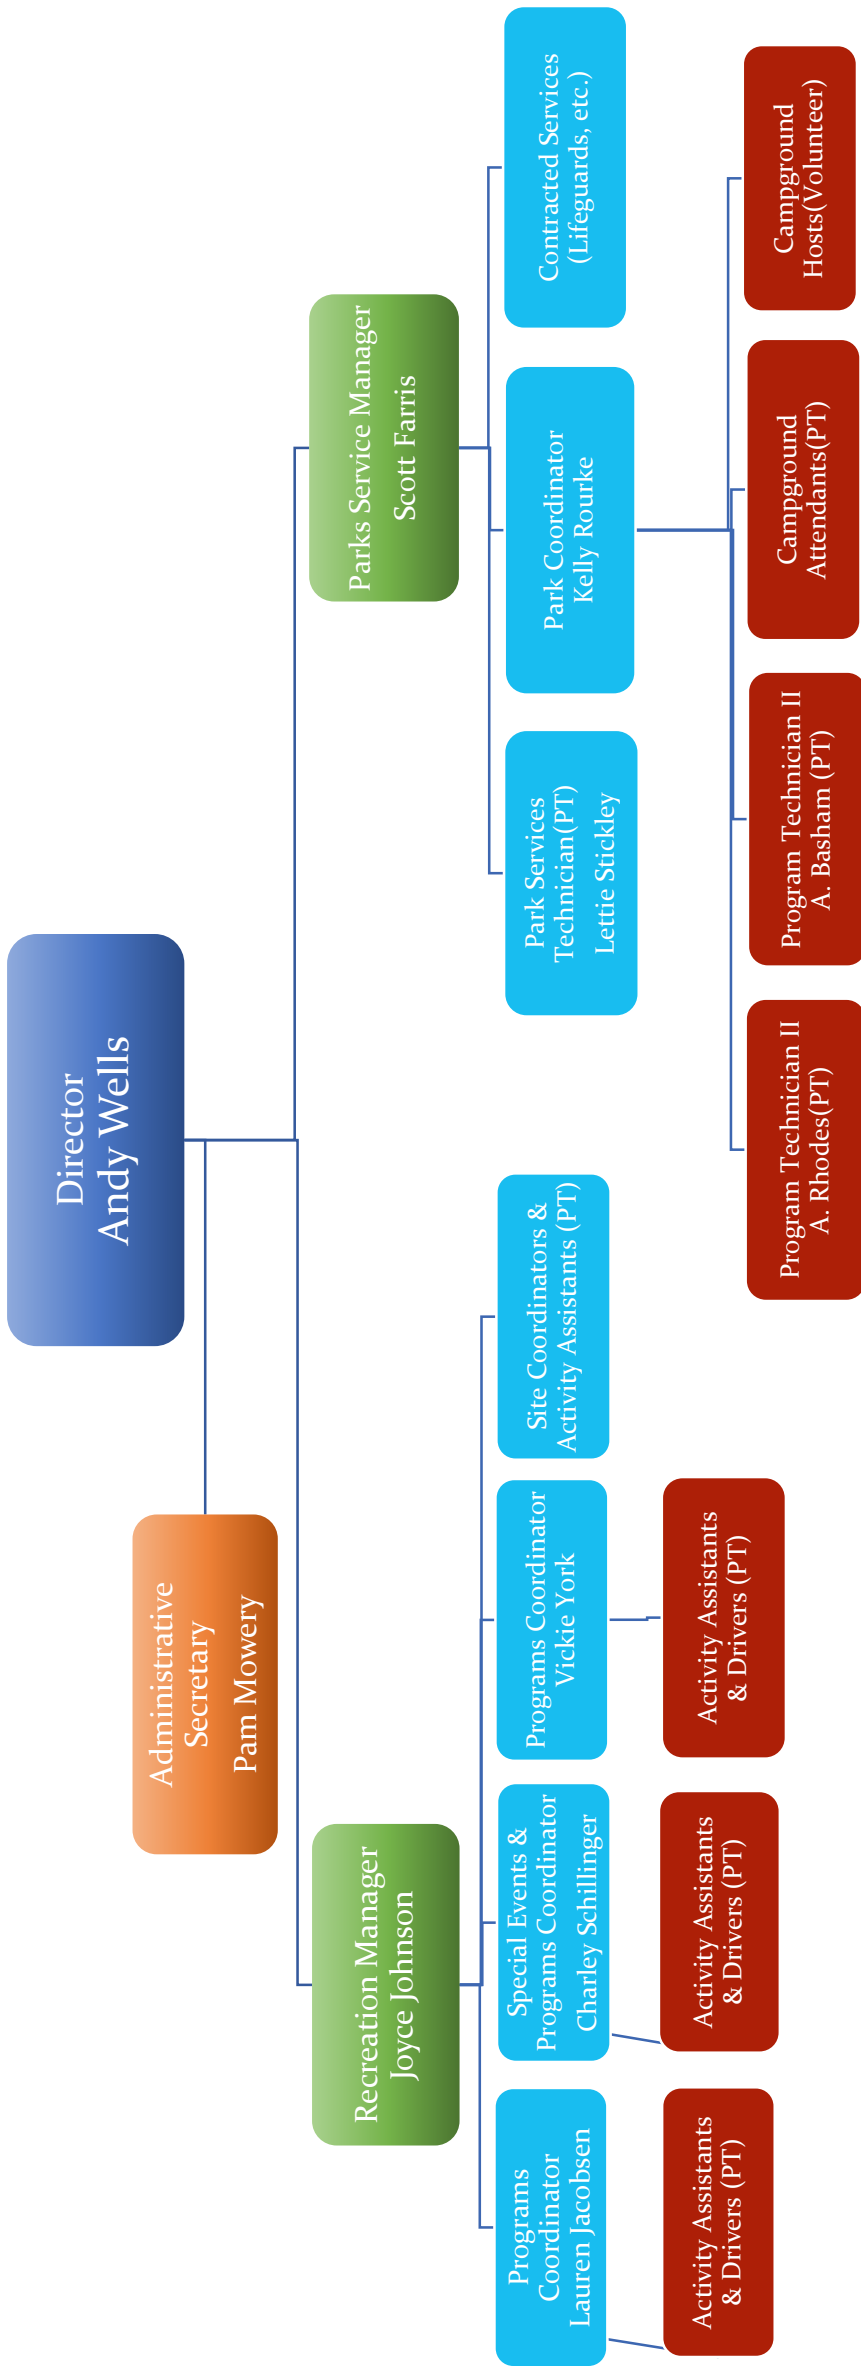 Director
Andy Wells
Administrative
Secretary
Pam Mowery
Recreation Manager
Joyce Johnson
Parks Service Manager
Scott Farris
Programs
Coordinator
Lauren Jacobsen
Special Events &
Programs Coordinator
Charley Schillinger
Programs Coordinator
Vickie York
Site Coordinators &
Activity Assistants (PT)
Park Services
Technician(PT)
Lettie Stickley
Park Coordinator
Kelly Rourke
Contracted Services
(Lifeguards, etc.)
Activity Assistants
& Drivers (PT)
Activity Assistants
& Drivers (PT)
Activity Assistants
& Drivers (PT)
Program Technician II
A. Rhodes(PT)
Program Technician II
A. Basham (PT)
Campground
Attendants(PT)
Campground
Hosts(Volunteer)